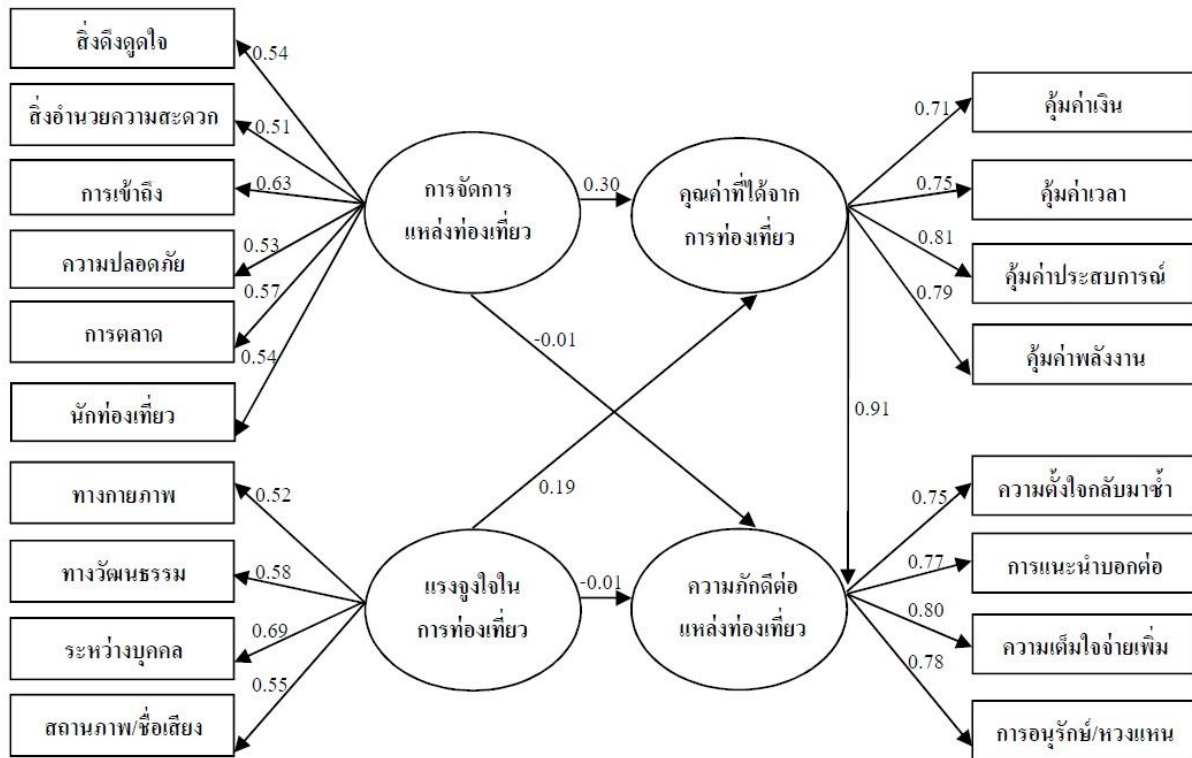 สิ่งดึงดูดใจ
0.54
สิ่งอำนวยความสะดวก
0.51
การเข้าถึง
0.63
ความปลอดภัย
0.53
การตลาด
0.57
นักท่องเที่ยว
0.54
การจัดการ
แหล่งท่องเที่ยว
0.30
คุณค่าที่ได้จาก
การท่องเที่ยว
0.71
คุ้มค่าเงิน
0.75
คุ้มค่าเวลา
0.81
คุ้มค่าประสบการณ์
0.79
คุ้มค่าพลังงาน
-0.01
0.91
0.19
ทางกายภาพ
0.52
ทางวัฒนธรรม
0.58
ระหว่างบุคคล
0.69
สถานภาพ/ชื่อเสียง
0.55
แรงจูงใจใน
การท่องเที่ยว
-0.01
ความภักดีต่อ
แหล่งท่องเที่ยว
0.75
ความตั้งใจกลับมาซ้ำ
0.77
การแนะนำบอกต่อ
0.80
ความเต็มใจจ่ายเพิ่ม
0.78
การอนุรักษ์/หวงแหน